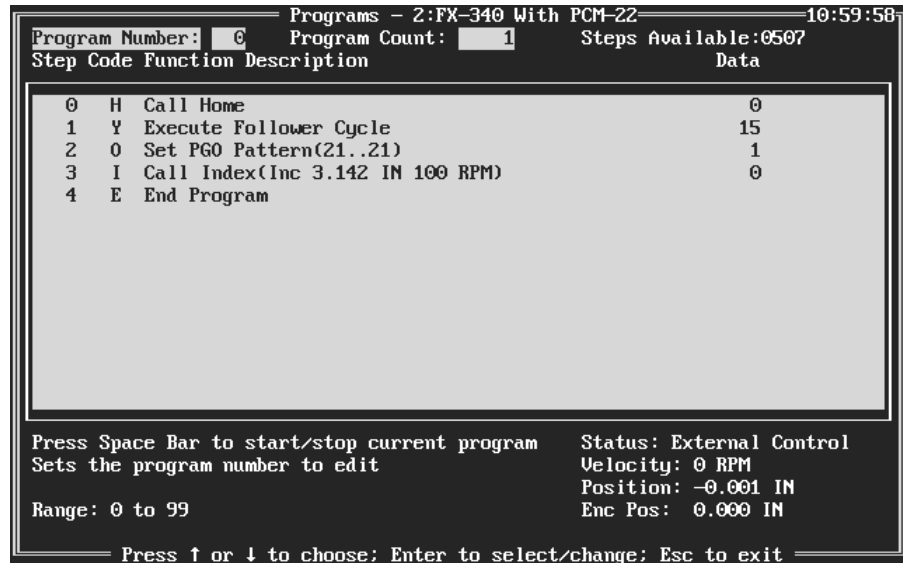 Programs – 2:FX–340 With PCM–22 10:59:58
Program Number: 0 Program Count: 1 Steps Available:0507
Step Code Function Description Data
0 H Call Home 0
1 Y Execute Follower Cycle 15
2 O Set PGO Pattern(21..21) 1
3 I Call Index(Inc 3.142 IN 100 RPM) 0
4 E End Program
Press Space Bar to start/stop current program Status: External Control
Sets the program number to edit Velocity: 0 RPM
Position: –0.001 IN
Range: 0 to 99 Enc Pos: 0.000 IN
Press ↑ or ↓ to choose; Enter to select/change; Esc to exit